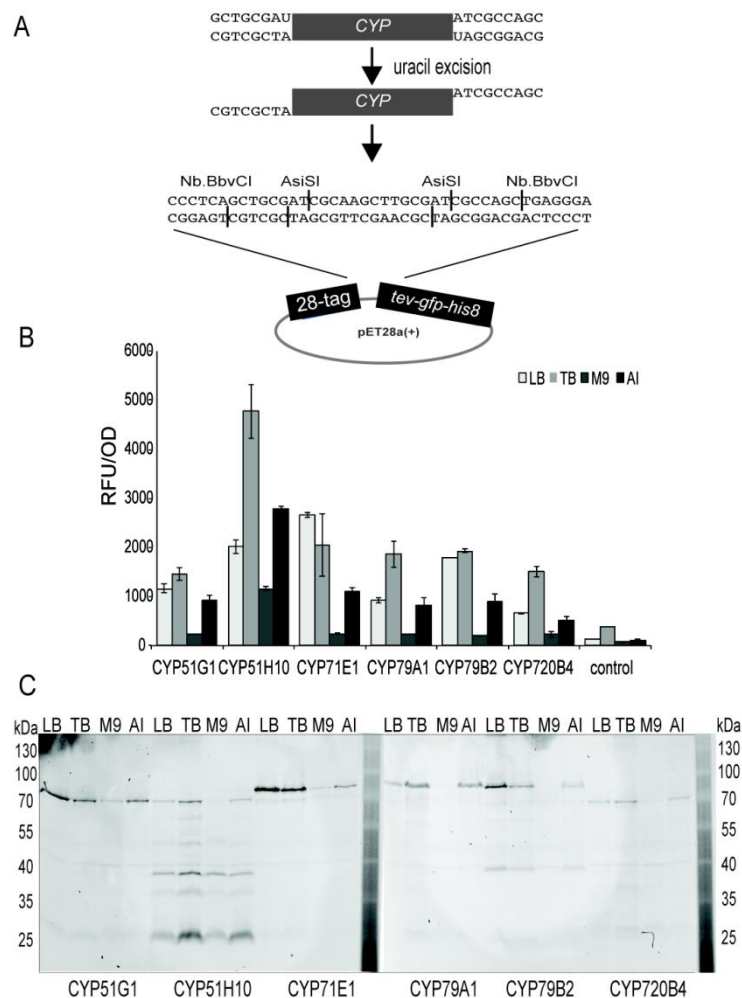 A
GCTGCGAU CYP ATCGCCAGC
CGTCGCTA UAGCGGACG
uracil excision
CYP ATCGCCAGC
CGTCGCTA
Nb.BbvCI AsiSI AsiSI Nb.BbvCI
CCCTCAGCTGCGATCGCAAGCTTGCGATCGCCAGCTGAGGGA
CGGAGTCGTCGCTAGCGTTCGAACGCTAGCGGACGACTCCCT
28-tag tev-gfp-his8
pET28a(+)
B
6000
5000
4000
3000
2000
1000
0
RFU/OD
LB TB M9 AI
CYP51G1 CYP51H10 CYP71E1 CYP79A1 CYP79B2 CYP720B4 control
C
kDa LB TB M9 AI LB TB M9 AI LB TB M9 AI LB TB M9 AI LB TB M9 AI LB TB M9 AI kDa
130 130
100 100
70 70
55 55
40 40
35 35
25 25
CYP51G1 CYP51H10 CYP71E1 CYP79A1 CYP79B2 CYP720B4